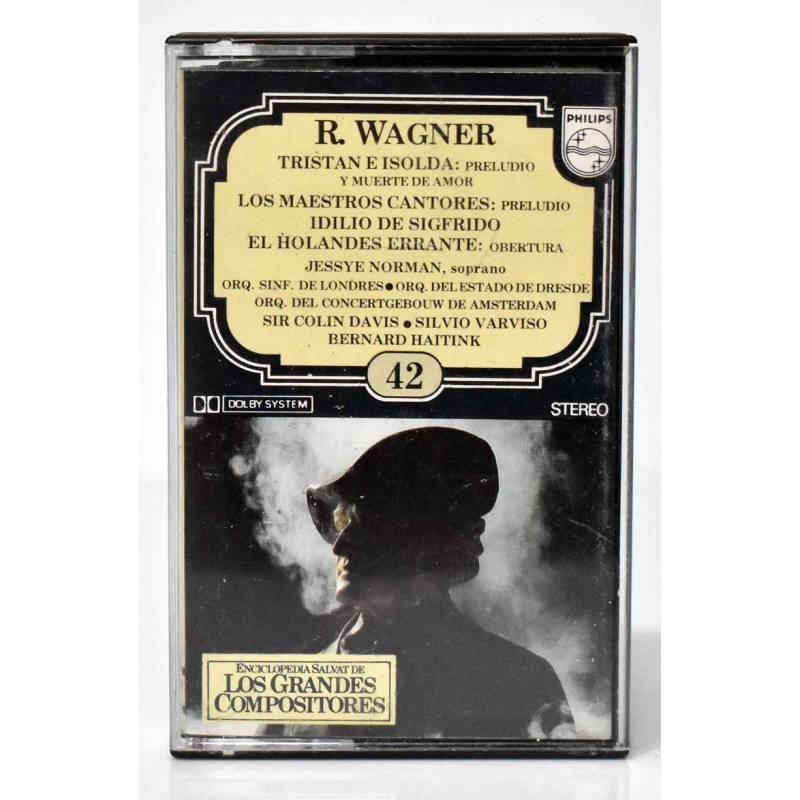 R. WAGNER
PHILIPS
TRISTAN E ISOLDA: PRELUDIO
Y MUERTE DE AMOR
LOS MAESTROS CANTORES: PRELUDIO
IDILIO DE SIGFRIDO
EL HOLANDES ERRANTE: OBERTURA
JESSYE NORMAN, soprano
ORQ. SINF. DE LONDRES ● ORQ. DEL ESTADO DE DRESDE
ORQ. DEL CONCERTGEBOUW DE AMSTERDAM
SIR COLIN DAVIS ● SILVIO VARVISO
BERNARD HAITINK
42
DOLBY SYSTEM
STEREO
ENCICLOPEDIA SALVAT DE
LOS GRANDES
COMPOSITORES